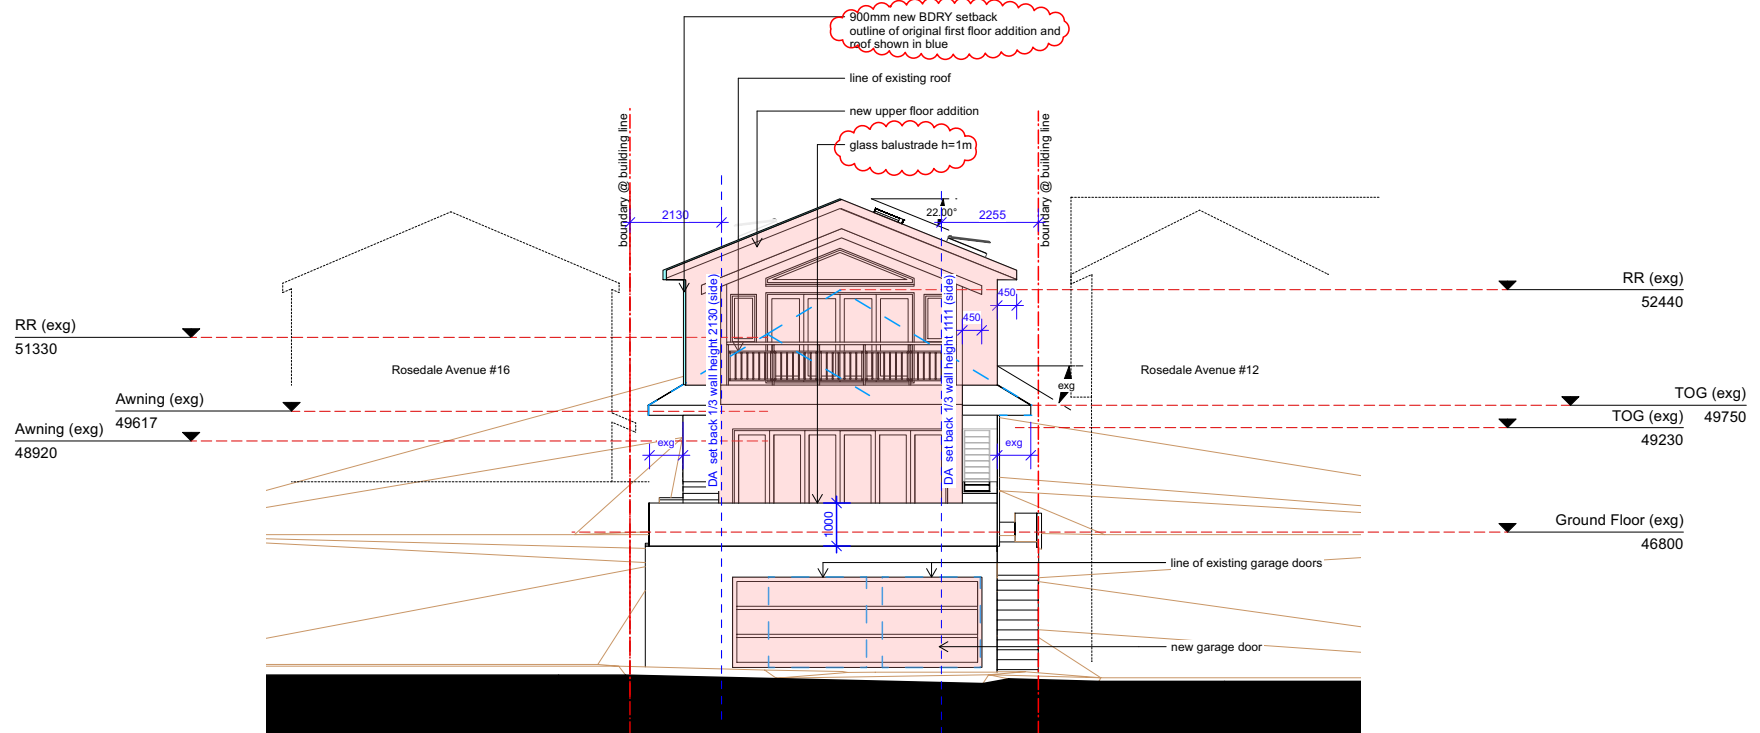 900mm new BDRY setback
outline of original first floor addition and
roof shown in blue
line of existing roof
new upper floor addition
glass balustrade h=1m
boundary @ building line
boundary @ building line
2130
22.00°
2255
RR (exg)
52440
450
450
RR (exg)
51330
DA set back 1/3 wall height 2130 (side)
DA set back 1/3 wall height 1111 (side)
Rosedale Avenue #16
Rosedale Avenue #12
exg
Awning (exg)
49617
TOG (exg)
49750
TOG (exg)
49230
Awning (exg)
48920
exg
exg
1000
Ground Floor (exg)
46800
line of existing garage doors
new garage door